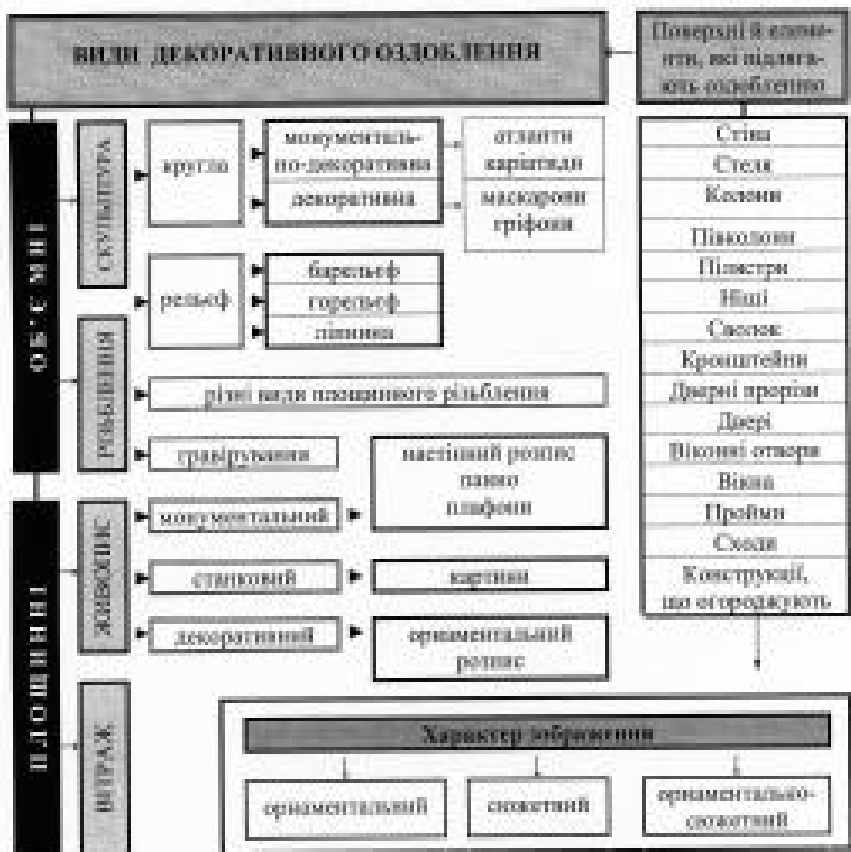 ВИДИ ДЕКОРАТИВНОГО ОЗДОБЛЕННЯ
Поверхні й елеме-
нти, які підляга-
ють оздобленню
ОБ'ЄМНІ
СКУЛЬПТУРА
кругла
монументаль-
но-декоративна
декоративна
атланти
каріатиди
маскарони
грифони
рельєф
барельєф
горельєф
ліпнина
РІЗЬБЛЕННЯ
різні види площинного різьблення
гравірування
ПЛОЩИННІ
ЖИВОПИС
монументальний
настінний розпис
панно
плафони
станковий
картини
декоративний
орнаментальний
розпис
ВІТРАЖ
Стіна
Стеля
Колони
Півколони
Пілястри
Ніші
Сволок
Кронштейни
Дверні прорізи
Двері
Віконні отвори
Вікна
Пройми
Сходи
Конструкції,
що огороджують
Характер зображення
орнаментальний
сюжетний
орнаментально-
сюжетний